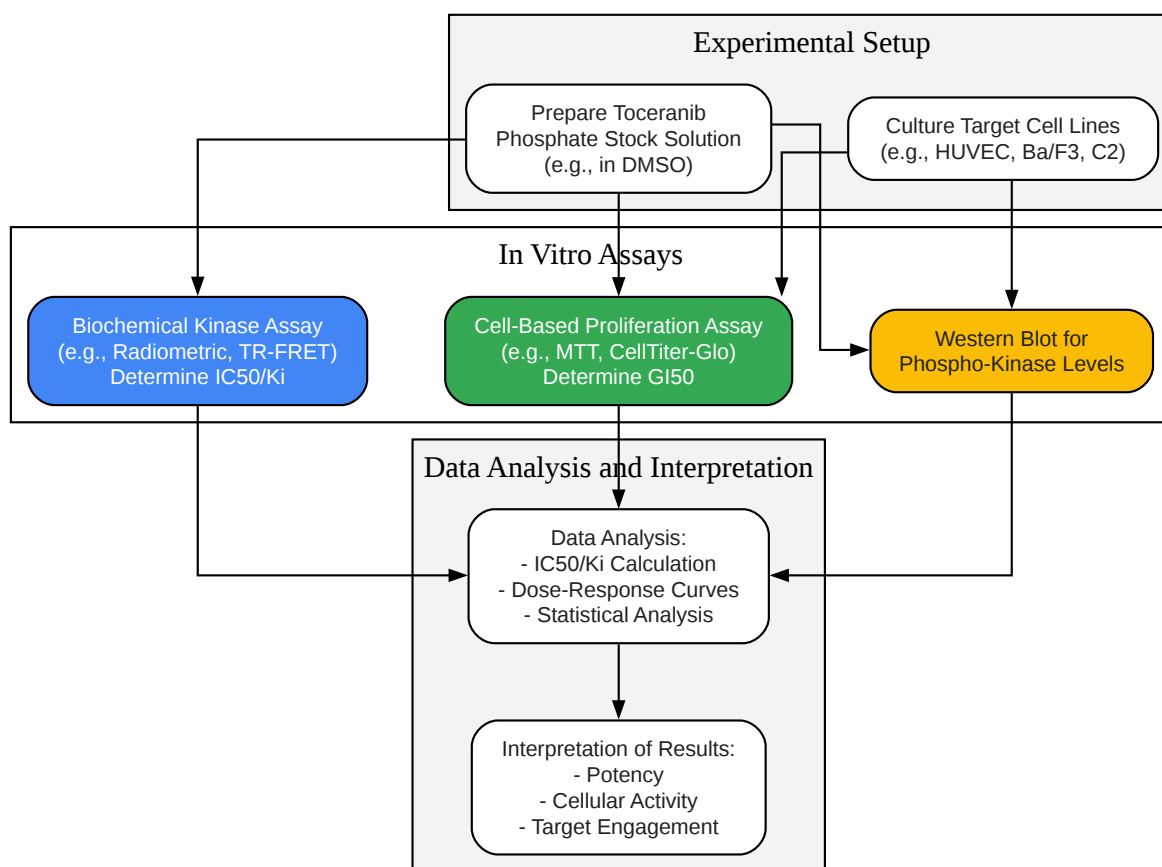 Experimental Setup
Prepare Toceranib
Phosphate Stock Solution
(e.g., in DMSO)
Culture Target Cell Lines
(e.g., HUVEC, Ba/F3, C2)
In Vitro Assays
Biochemical Kinase Assay
(e.g., Radiometric, TR-FRET)
Determine IC50/Ki
Cell-Based Proliferation Assay
(e.g., MTT, CellTiter-Glo)
Determine GI50
Western Blot for
Phospho-Kinase Levels
Data Analysis and Interpretation
Data Analysis:
- IC50/Ki Calculation
- Dose-Response Curves
- Statistical Analysis
Interpretation of Results:
- Potency
- Cellular Activity
- Target Engagement